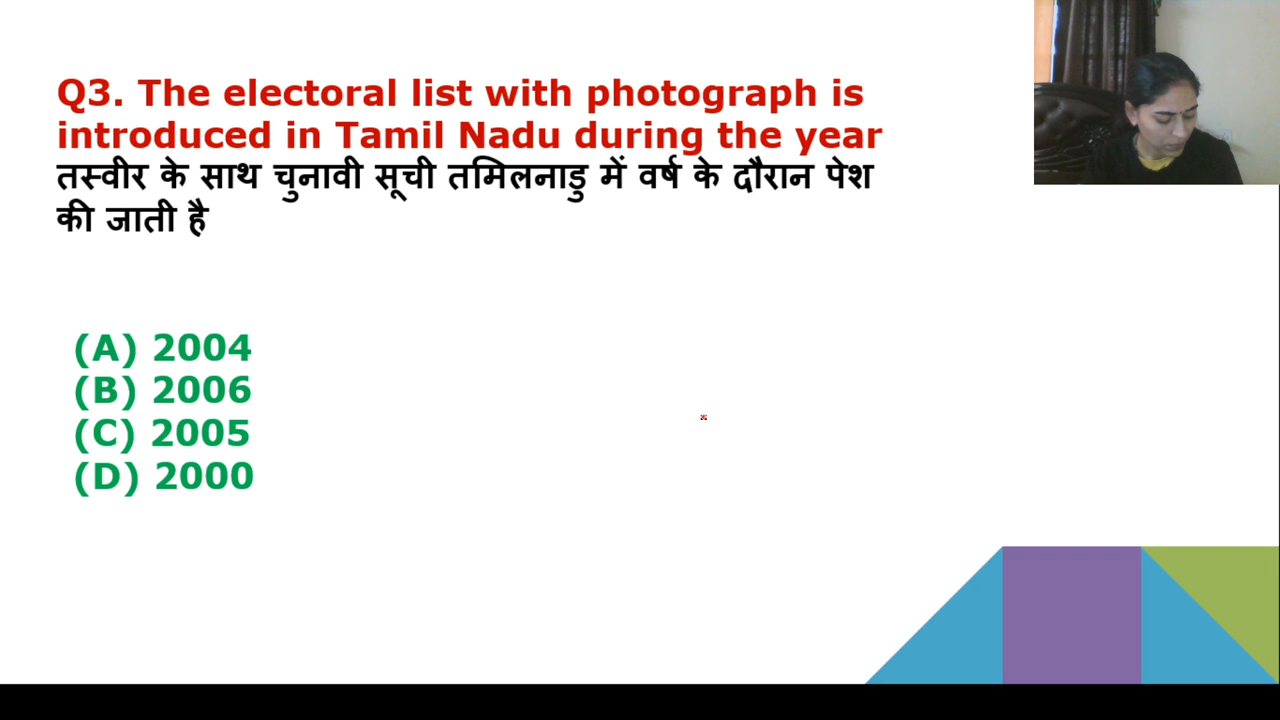 Q3. The electoral list with photograph is
introduced in Tamil Nadu during the year
तस्वीर के साथ चुनावी सूची तमिलनाडु में वर्ष के दौरान पेश
की जाती है
(A) 2004
(B) 2006
(C) 2005
(D) 2000